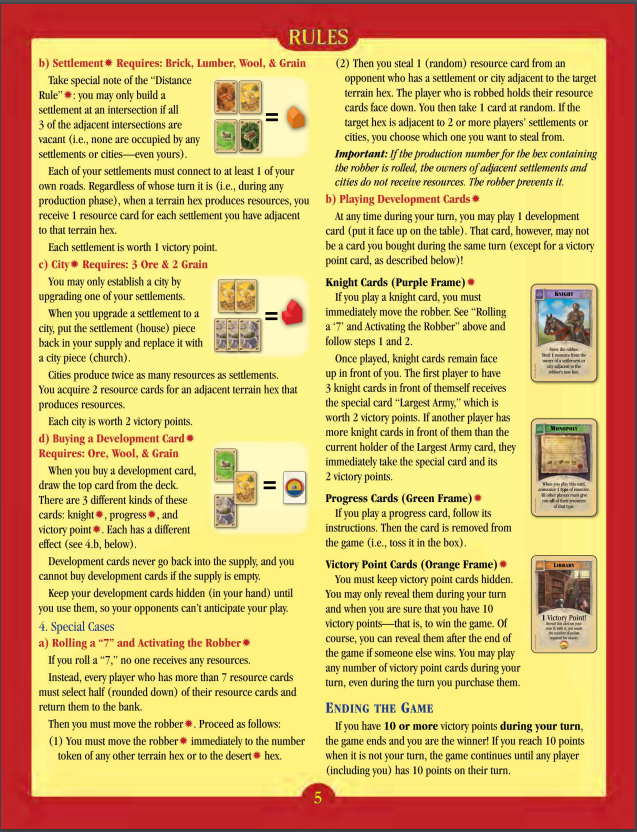 RULES
b) Settlement✹ Requires: Brick, Lumber, Wool, & Grain
Take special note of the “Distance
Rule”✹: you may only build a
settlement at an intersection if all
3 of the adjacent intersections are
vacant (i.e., none are occupied by any
settlements or cities—even yours).
=
Each of your settlements must connect to at least 1 of your
own roads. Regardless of whose turn it is (i.e., during any
production phase), when a terrain hex produces resources, you
receive 1 resource card for each settlement you have adjacent
to that terrain hex.
Each settlement is worth 1 victory point.
c) City✹ Requires: 3 Ore & 2 Grain
You may only establish a city by
upgrading one of your settlements.
When you upgrade a settlement to a
city, put the settlement (house) piece
back in your supply and replace it with
a city piece (church).
=
Cities produce twice as many resources as settlements.
You acquire 2 resource cards for an adjacent terrain hex that
produces resources.
Each city is worth 2 victory points.
d) Buying a Development Card✹
Requires: Ore, Wool, & Grain
When you buy a development card,
draw the top card from the deck.
There are 3 different kinds of these
cards: knight✹, progress✹, and
victory point✹. Each has a different
effect (see 4.b, below).
=
Development cards never go back into the supply, and you
cannot buy development cards if the supply is empty.
Keep your development cards hidden (in your hand) until
you use them, so your opponents can’t anticipate your play.
4. Special Cases
a) Rolling a “7” and Activating the Robber✹
If you roll a “7,” no one receives any resources.
Instead, every player who has more than 7 resource cards
must select half (rounded down) of their resource cards and
return them to the bank.
Then you must move the robber✹. Proceed as follows:
(1) You must move the robber✹ immediately to the number
token of any other terrain hex or to the desert✹ hex.
(2) Then you steal 1 (random) resource card from an
opponent who has a settlement or city adjacent to the target
terrain hex. The player who is robbed holds their resource
cards face down. You then take 1 card at random. If the
target hex is adjacent to 2 or more players’ settlements or
cities, you choose which one you want to steal from.
Important: If the production number for the hex containing
the robber is rolled, the owners of adjacent settlements and
cities do not receive resources. The robber prevents it.
b) Playing Development Cards✹
At any time during your turn, you may play 1 development
card (put it face up on the table). That card, however, may not
be a card you bought during the same turn (except for a victory
point card, as described below)!
Knight Cards (Purple Frame)✹
If you play a knight card, you must
immediately move the robber. See “Rolling
a ‘7’ and Activating the Robber” above and
follow steps 1 and 2.
Once played, knight cards remain face
up in front of you. The first player to have
3 knight cards in front of themself receives
the special card “Largest Army,” which is
worth 2 victory points. If another player has
more knight cards in front of them than the
current holder of the Largest Army card, they
immediately take the special card and its
2 victory points.
KNIGHT
Move the robber.
Steal 1 resource from the
owner of a settlement or
city adjacent to the
robber's new hex.
Progress Cards (Green Frame)✹
If you play a progress card, follow its
instructions. Then the card is removed from
the game (i.e., toss it in the box).
MONOPOLY
When you play this card,
announce 1 type of resource.
All other players must give
you all of their resources
of that type.
Victory Point Cards (Orange Frame)✹
You must keep victory point cards hidden.
You may only reveal them during your turn
and when you are sure that you have 10
victory points—that is, to win the game. Of
course, you can reveal them after the end of
the game if someone else wins. You may play
any number of victory point cards during your
turn, even during the turn you purchase them.
LIBRARY
1 Victory Point!
ENDING THE GAME
If you have 10 or more victory points during your turn,
the game ends and you are the winner! If you reach 10 points
when it is not your turn, the game continues until any player
(including you) has 10 points on their turn.
5